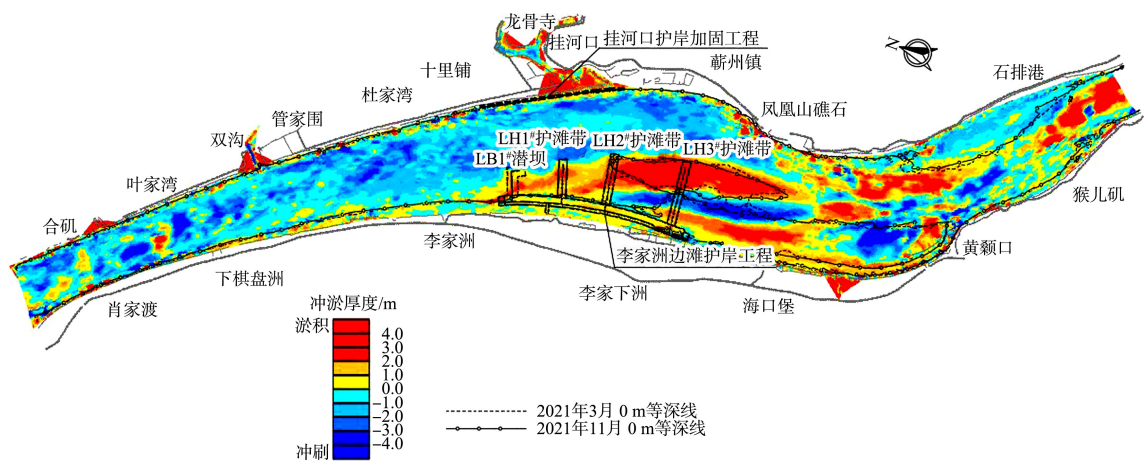 龙骨寺
挂河口
挂河口护岸加固工程
蕲州镇
十里铺
杜家湾
管家围
双沟
叶家湾
合矶
N
石排港
凤凰山礁石
LH1#护滩带
LH2#护滩带
LH3#护滩带
LB1#潜坝
猴儿矶
黄颡口
李家洲
李家洲边滩护岸工程
下棋盘洲
肖家渡
李家下洲
海口堡
冲淤厚度/m
淤积
4.0
3.0
2.0
1.0
0.0
−1.0
−2.0
−3.0
−4.0
冲刷
2021年3月 0 m等深线
2021年11月 0 m等深线